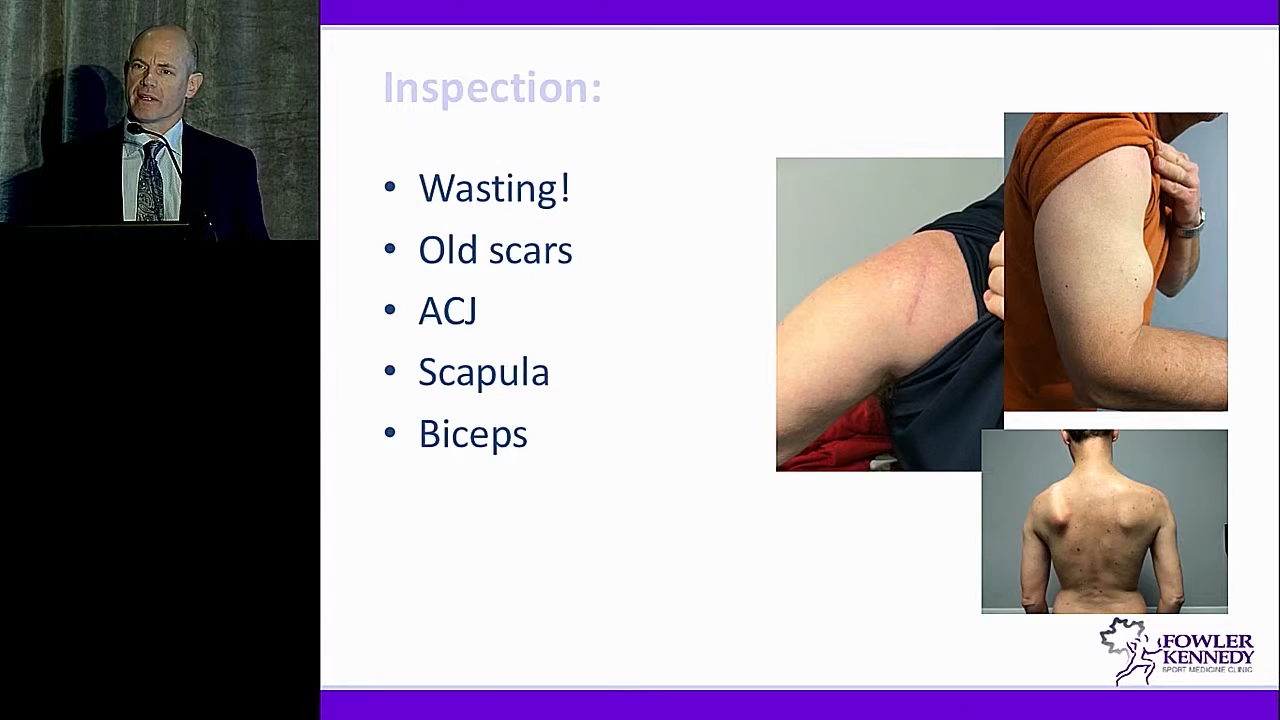 Inspection:
• Wasting!
• Old scars
• ACJ
• Scapula
• Biceps
FOWLER
KENNEDY
SPORT MEDICINE CLINIC